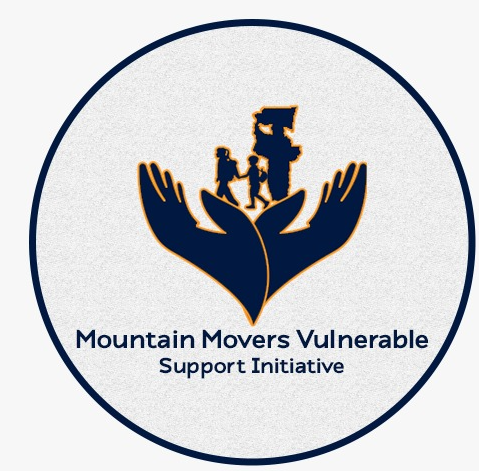 Mountain Movers Vulnerable
Support Initiative